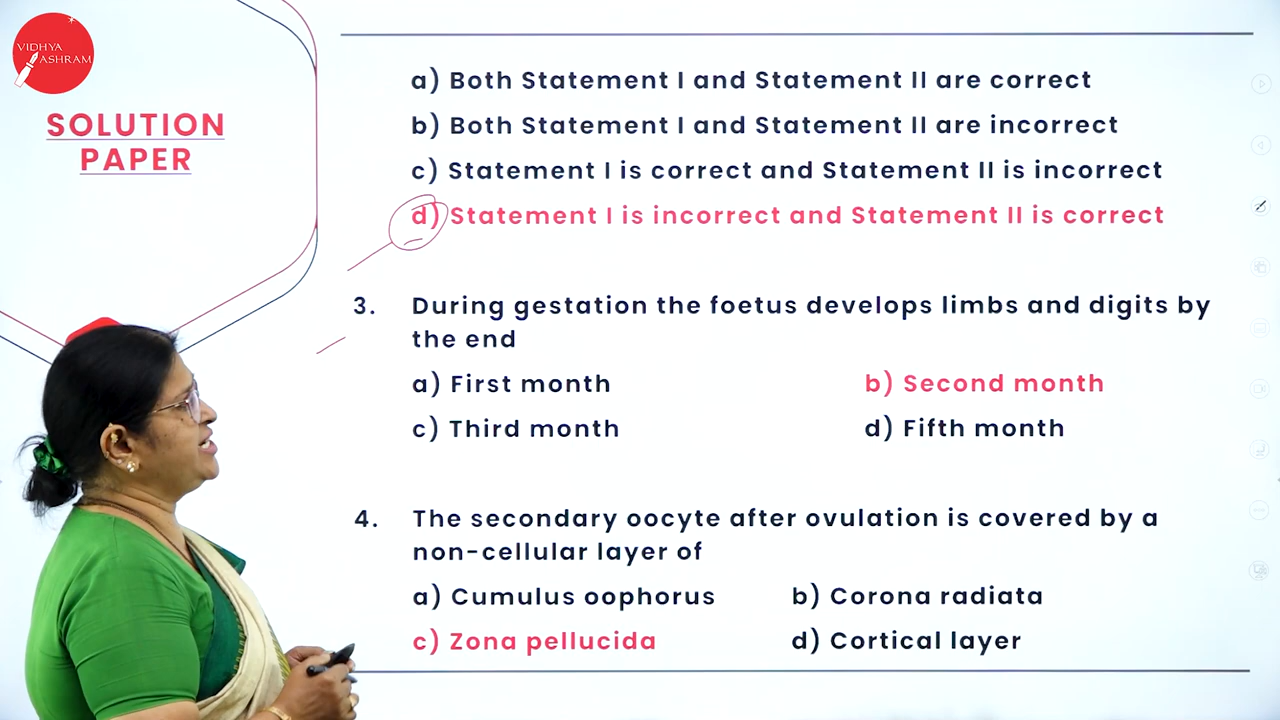 VIDHYA
ASHRAM
SOLUTION
PAPER
a) Both Statement I and Statement II are correct
b) Both Statement I and Statement II are incorrect
c) Statement I is correct and Statement II is incorrect
d) Statement I is incorrect and Statement II is correct
3. During gestation the foetus develops limbs and digits by
the end
a) First month b) Second month
c) Third month d) Fifth month
4. The secondary oocyte after ovulation is covered by a
non-cellular layer of
a) Cumulus oophorus b) Corona radiata
c) Zona pellucida d) Cortical layer